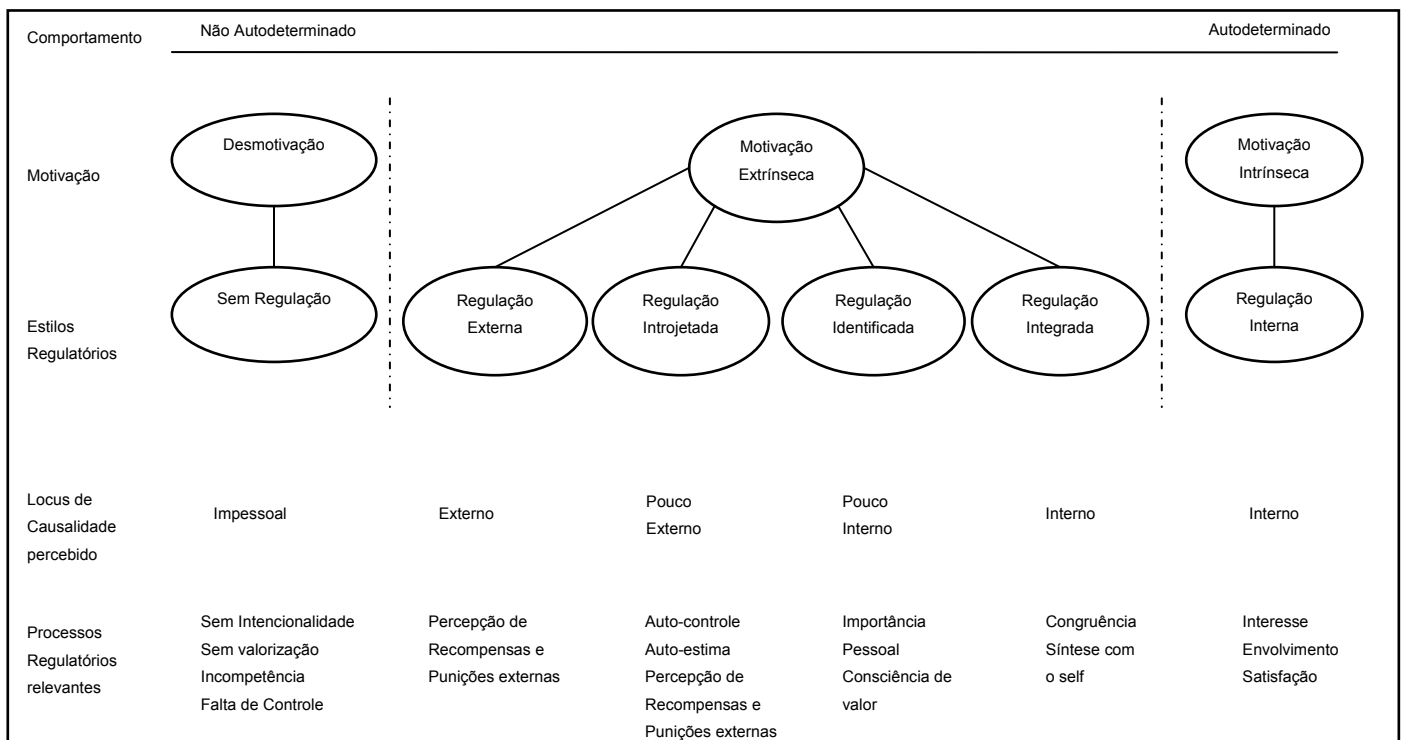 Comportamento
Não Autodeterminado
Autodeterminado
Motivação
Desmotivação
Motivação
Extrínseca
Motivação
Intrínseca
Estilos
Regulatórios
Sem Regulação
Regulação
Externa
Regulação
Introjetada
Regulação
Identificada
Regulação
Integrada
Regulação
Interna
Locus de
Causalidade
percebido
Impessoal
Externo
Pouco
Externo
Pouco
Interno
Interno
Interno
Processos
Regulatórios
relevantes
Sem Intencionalidade
Sem valorização
Incompetência
Falta de Controle
Percepção de
Recompensas e
Punições externas
Auto-controle
Auto-estima
Percepção de
Recompensas e
Punições externas
Importância
Pessoal
Consciência de
valor
Congruência
Síntese com
o self
Interesse
Envolvimento
Satisfação